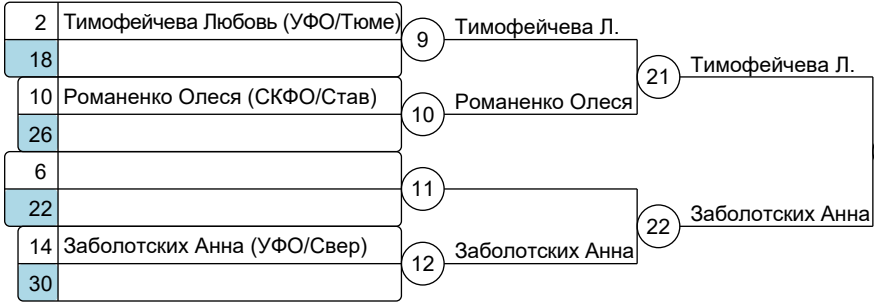 2 Тимофейчева Любовь (УФО/Тюме)
18
9 Тимофейчева Л.
10 Романенко Олеся (СКФО/Став)
26
10 Романенко Олеся
21 Тимофейчева Л.
6
22
11
14 Заболотских Анна (УФО/Свер)
30
12 Заболотских Анна
22 Заболотских Анна